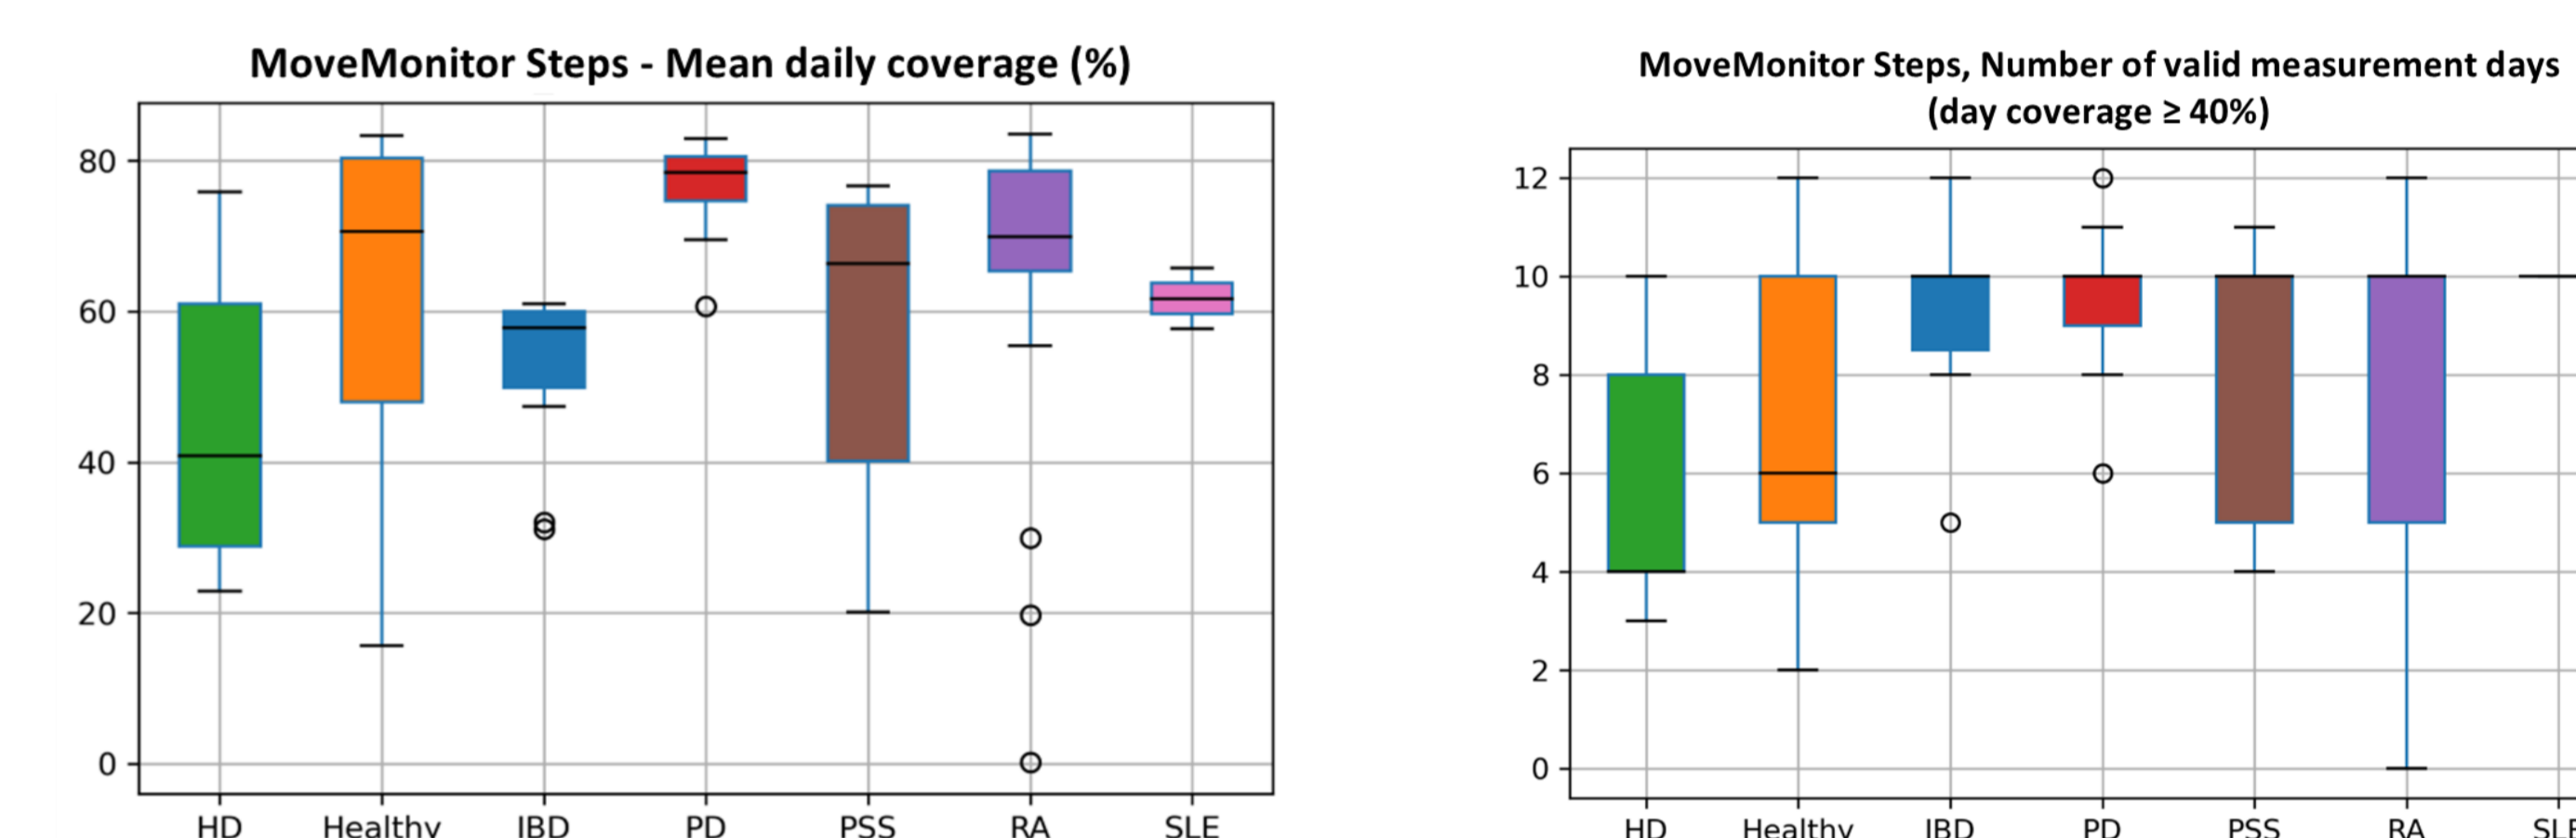 MoveMonitor Steps - Mean daily coverage (%)
80
60
40
20
0
HD Healthy IBD PD PSS RA SLE
MoveMonitor Steps, Number of valid measurement days
(day coverage ≥ 40%)
12
10
8
6
4
2
0
HD Healthy IBD PD PSS RA SLE